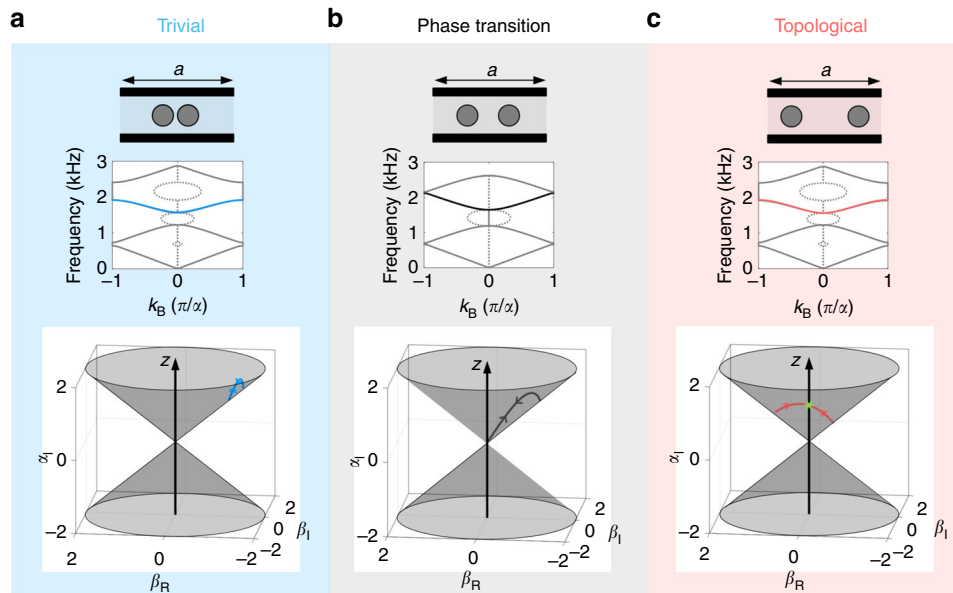 a Trivial
a
Frequency (kHz)
3
2
1
0
−1 0 1
k_B (π/α)
z
2
0
−2
α_I
2 0 −2
β_R
2
0
−2
β_I
b Phase transition
a
Frequency (kHz)
3
2
1
0
−1 0 1
k_B (π/α)
z
2
0
−2
α_I
2 0 −2
β_R
2
0
−2
β_I
c Topological
a
Frequency (kHz)
3
2
1
0
−1 0 1
k_B (π/α)
z
2
0
−2
α_I
2 0 −2
β_R
2
0
−2
β_I